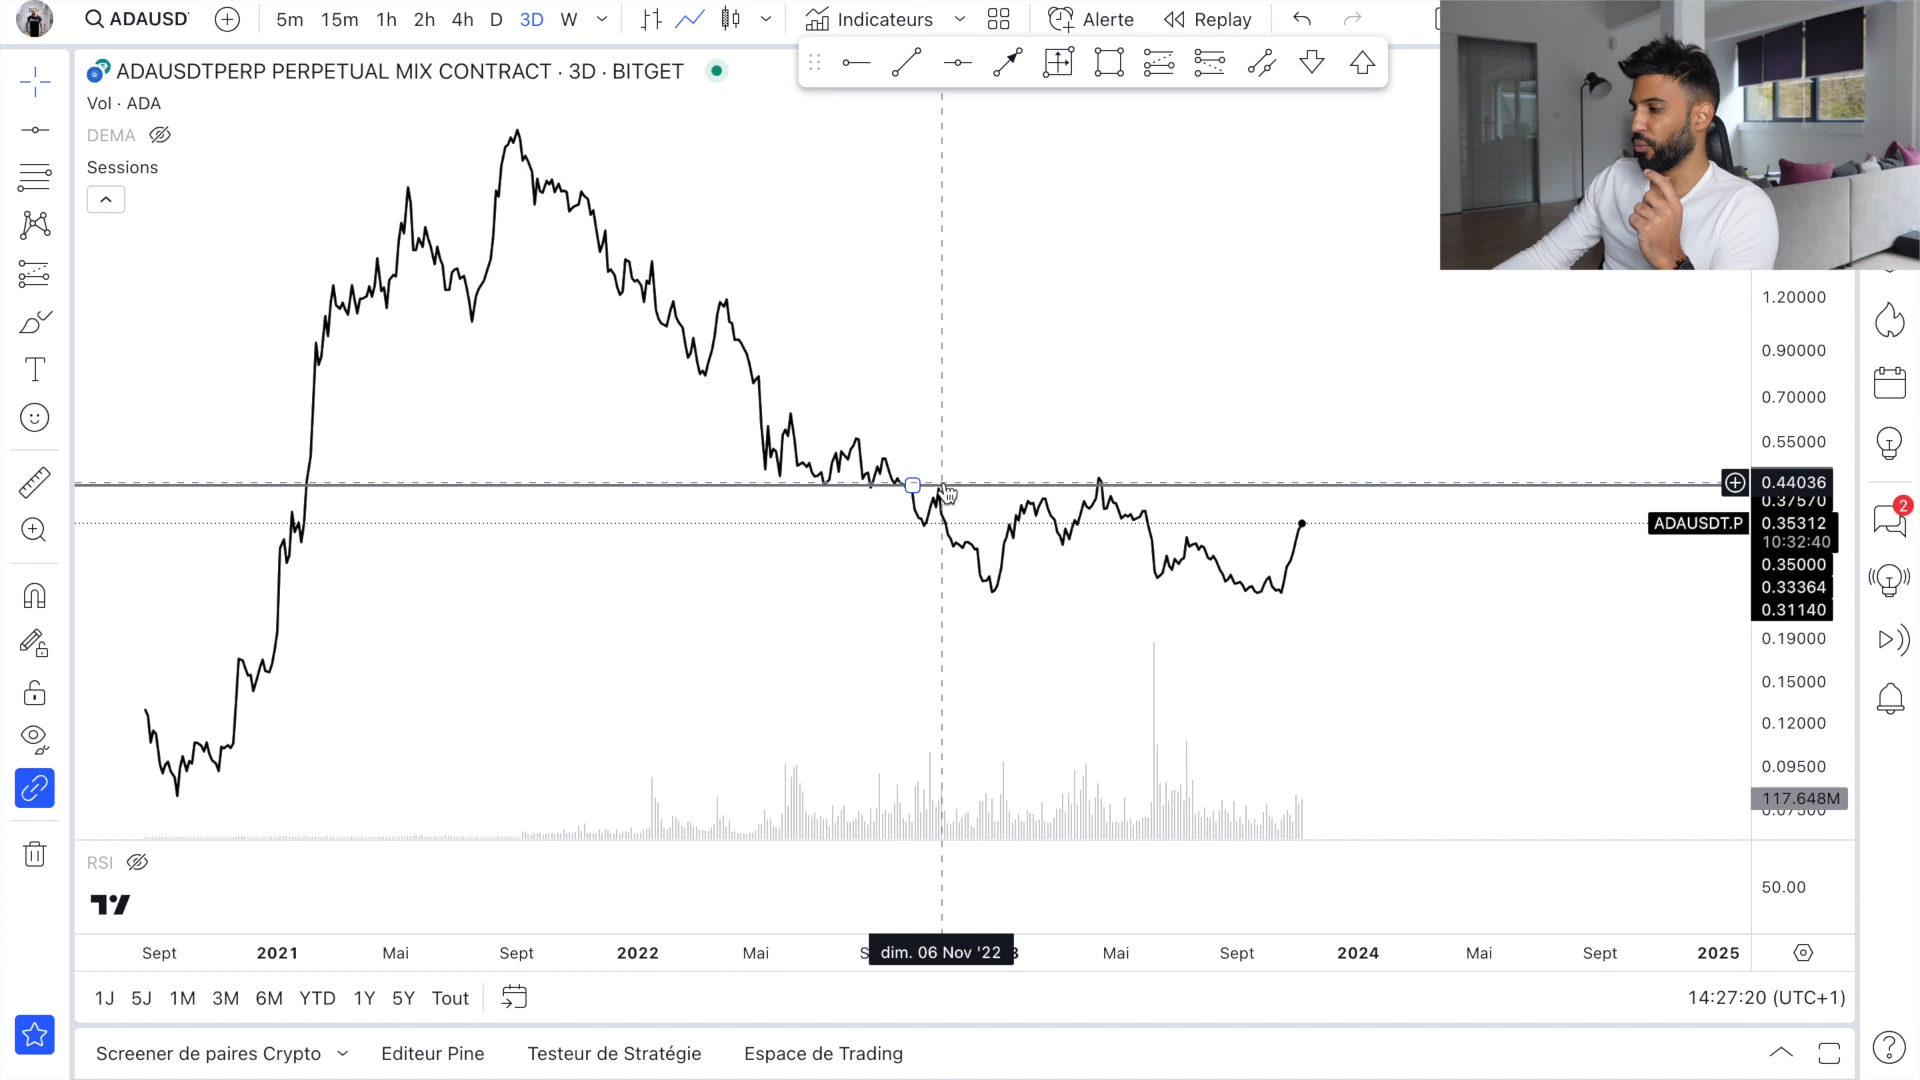 ADAUSD
5m 15m 1h 2h 4h D 3D W
Indicateurs
Alerte
Replay
ADAUSDTPERP PERPETUAL MIX CONTRACT · 3D · BITGET
Vol · ADA
DEMA
Sessions
1.20000
0.90000
0.70000
0.55000
0.44036
0.37570
ADAUSDT.P 0.35312
10:32:40
0.35000
0.33364
0.31140
0.19000
0.15000
0.12000
0.09500
117.648M
2
RSI
50.00
Sept 2021 Mai Sept 2022 Mai dim. 06 Nov '22 Mai Sept 2024 Mai Sept 2025
1J 5J 1M 3M 6M YTD 1Y 5Y Tout
14:27:20 (UTC+1)
Screener de paires Crypto Editeur Pine Testeur de Stratégie Espace de Trading